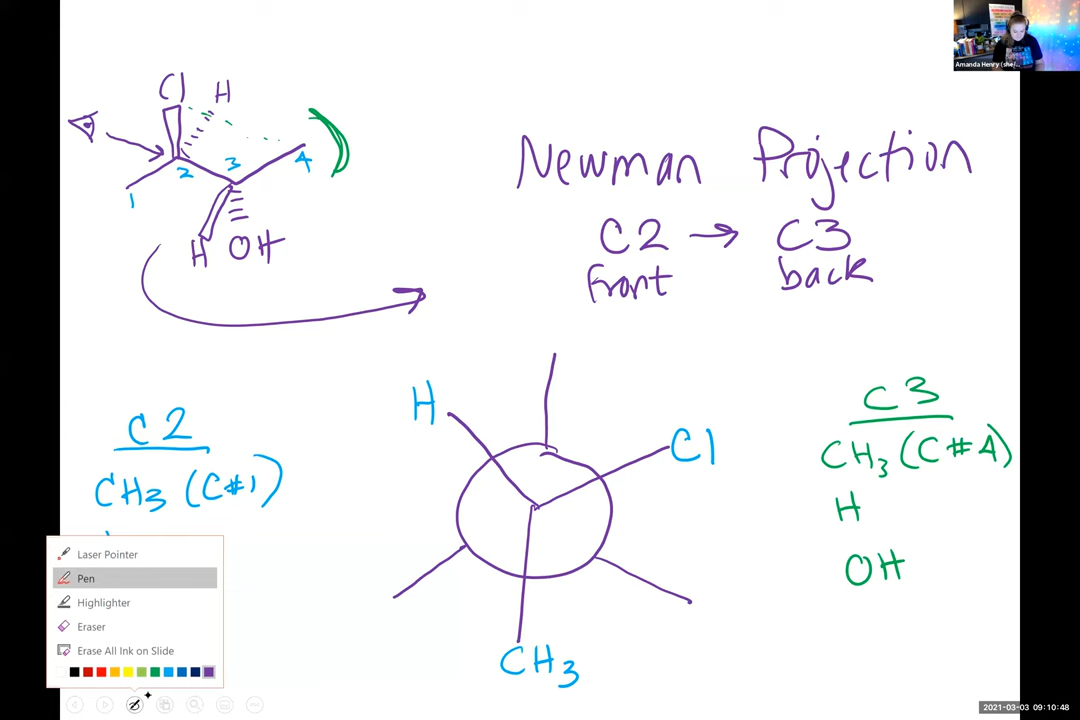 Amanda Henry (she/...
Cl H
1 2 3 4
H OH
Newman Projection
C2 → C3
Front back
C2
CH3 (C#1)
H
Cl
CH3
C3
CH3 (C#4)
H
OH
Laser Pointer
Pen
Highlighter
Eraser
Erase All Ink on Slide
2021-03-03 09:10:48